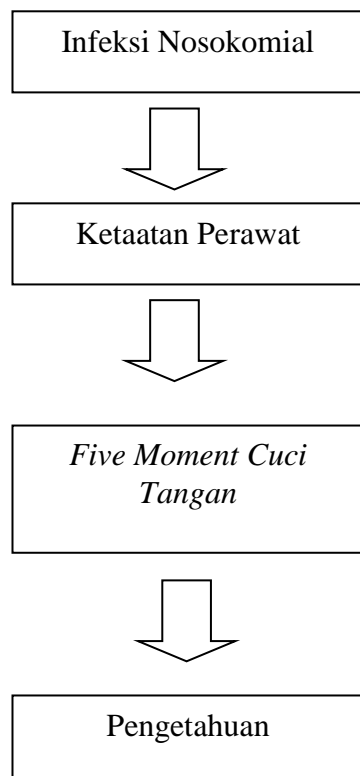 Infeksi Nosokomial
Ketaatan Perawat
Five Moment Cuci
Tangan
Pengetahuan